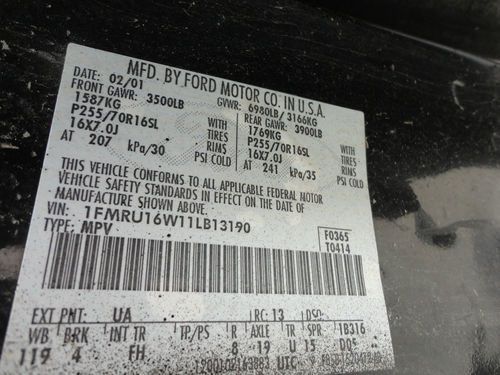 MFD. BY FORD MOTOR CO. IN U.S.A.
DATE: 02/01 GVWR: 6980LB/3166KG
FRONT GAWR: 3500LB REAR GAWR: 3900LB
1587KG WITH 1769KG WITH
P255/70R16SL TIRES P255/70R16SL TIRES
16X7.0J RIMS 16X7.0J RIMS
AT 207 kPa/30 PSI COLD AT 241 kPa/35 PSI COLD
THIS VEHICLE CONFORMS TO ALL APPLICABLE FEDERAL MOTOR
VEHICLE SAFETY STANDARDS IN EFFECT ON THE DATE OF
MANUFACTURE SHOWN ABOVE.
VIN: 1FMRU16W11LB13190
TYPE: MPV
F0365
T0414
EXT PNT: UA RC: 13 DSO:
WB BRK INT TR TP/PS R AXLE TR SPR 1B316
119 4 FH 8 19 U U15
UTC